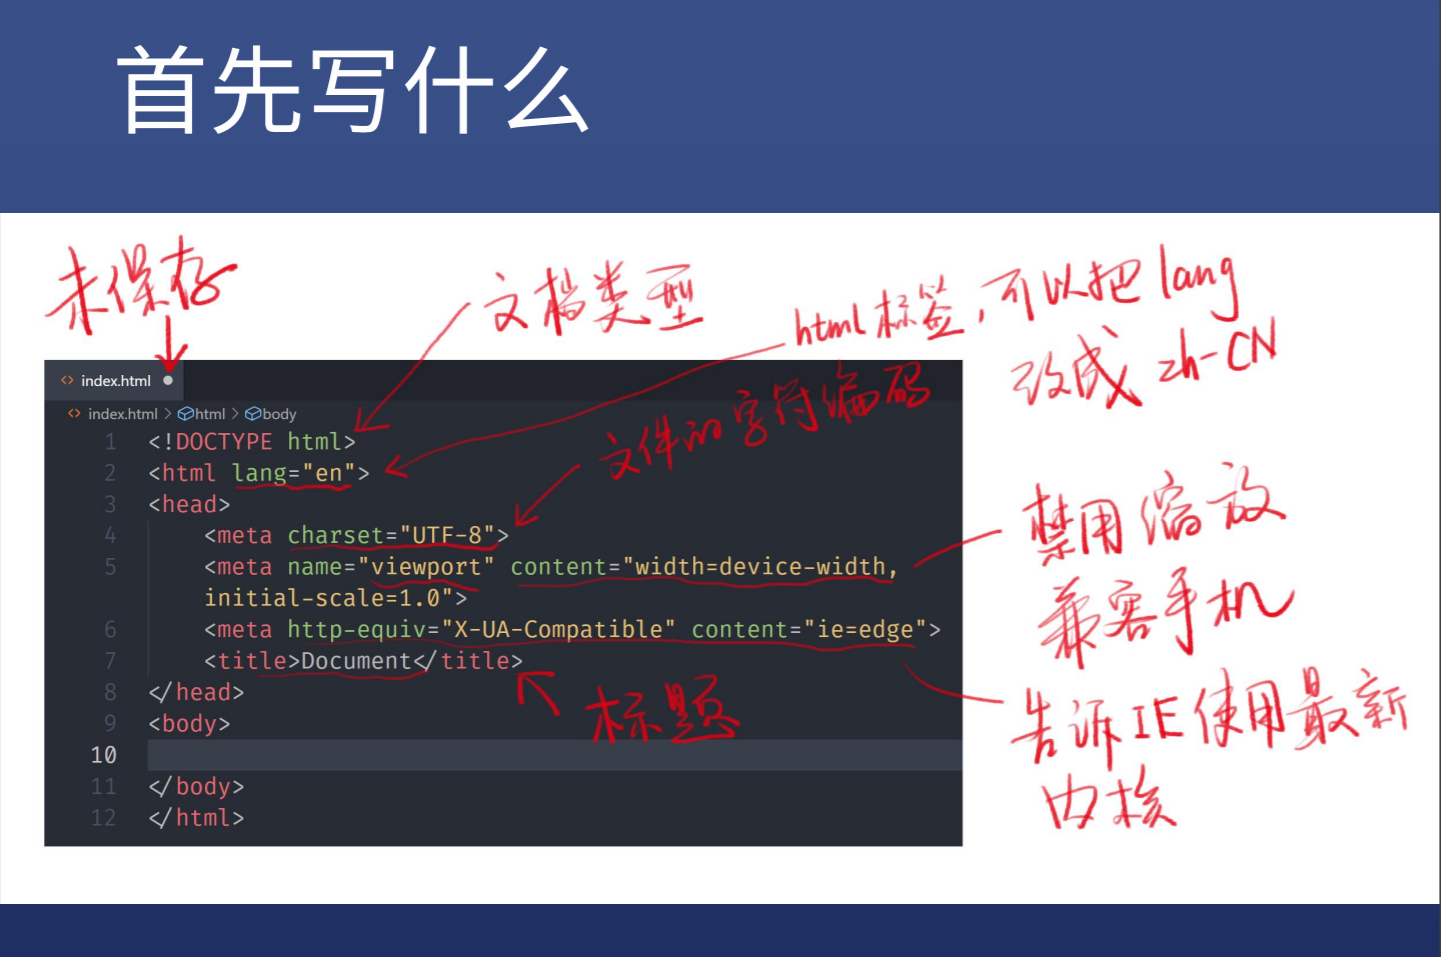 首先写什么
未保存
文档类型
html标签,可以把lang
改成 zh-CN
index.html
index.html > html > body
文件的字符编码
1 <!DOCTYPE html>
2 <html lang="en">
3 <head>
4 <meta charset="UTF-8">
5 <meta name="viewport" content="width=device-width,
initial-scale=1.0">
6 <meta http-equiv="X-UA-Compatible" content="ie=edge">
7 <title>Document</title>
8 </head>
9 <body>
10
11 </body>
12 </html>
禁用缩放
兼容手机
标题
告诉IE使用最新
内核